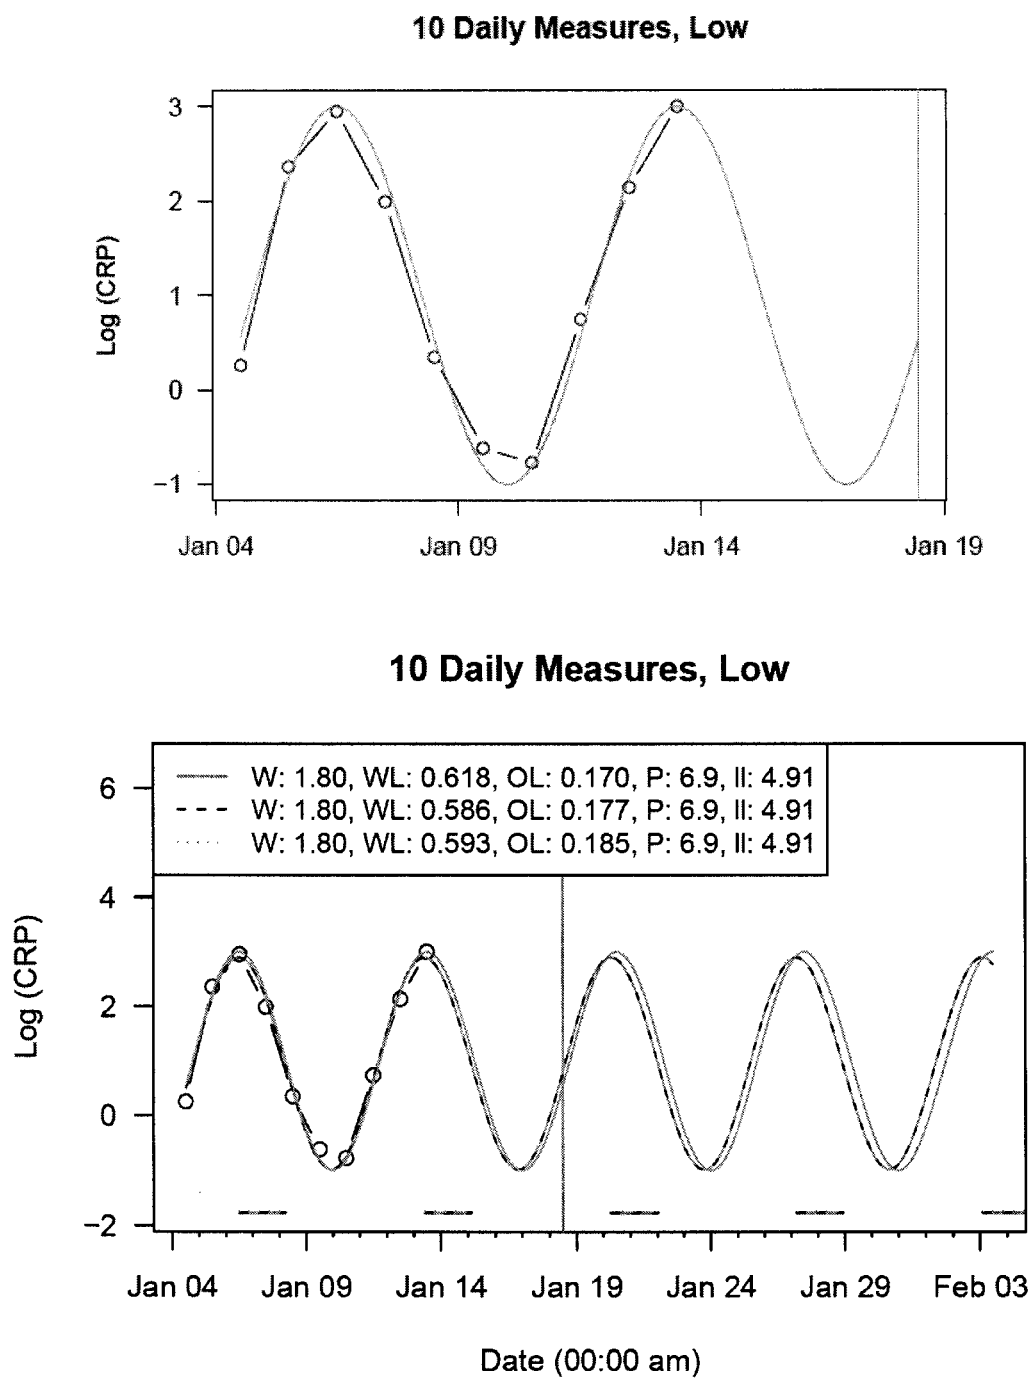 10 Daily Measures, Low
Log (CRP)
3
2
1
0
−1
Jan 04 Jan 09 Jan 14 Jan 19
10 Daily Measures, Low
W: 1.80, WL: 0.618, OL: 0.170, P: 6.9, II: 4.91
W: 1.80, WL: 0.586, OL: 0.177, P: 6.9, II: 4.91
W: 1.80, WL: 0.593, OL: 0.185, P: 6.9, II: 4.91
Log (CRP)
6
4
2
0
−2
Jan 04 Jan 09 Jan 14 Jan 19 Jan 24 Jan 29 Feb 03
Date (00:00 am)